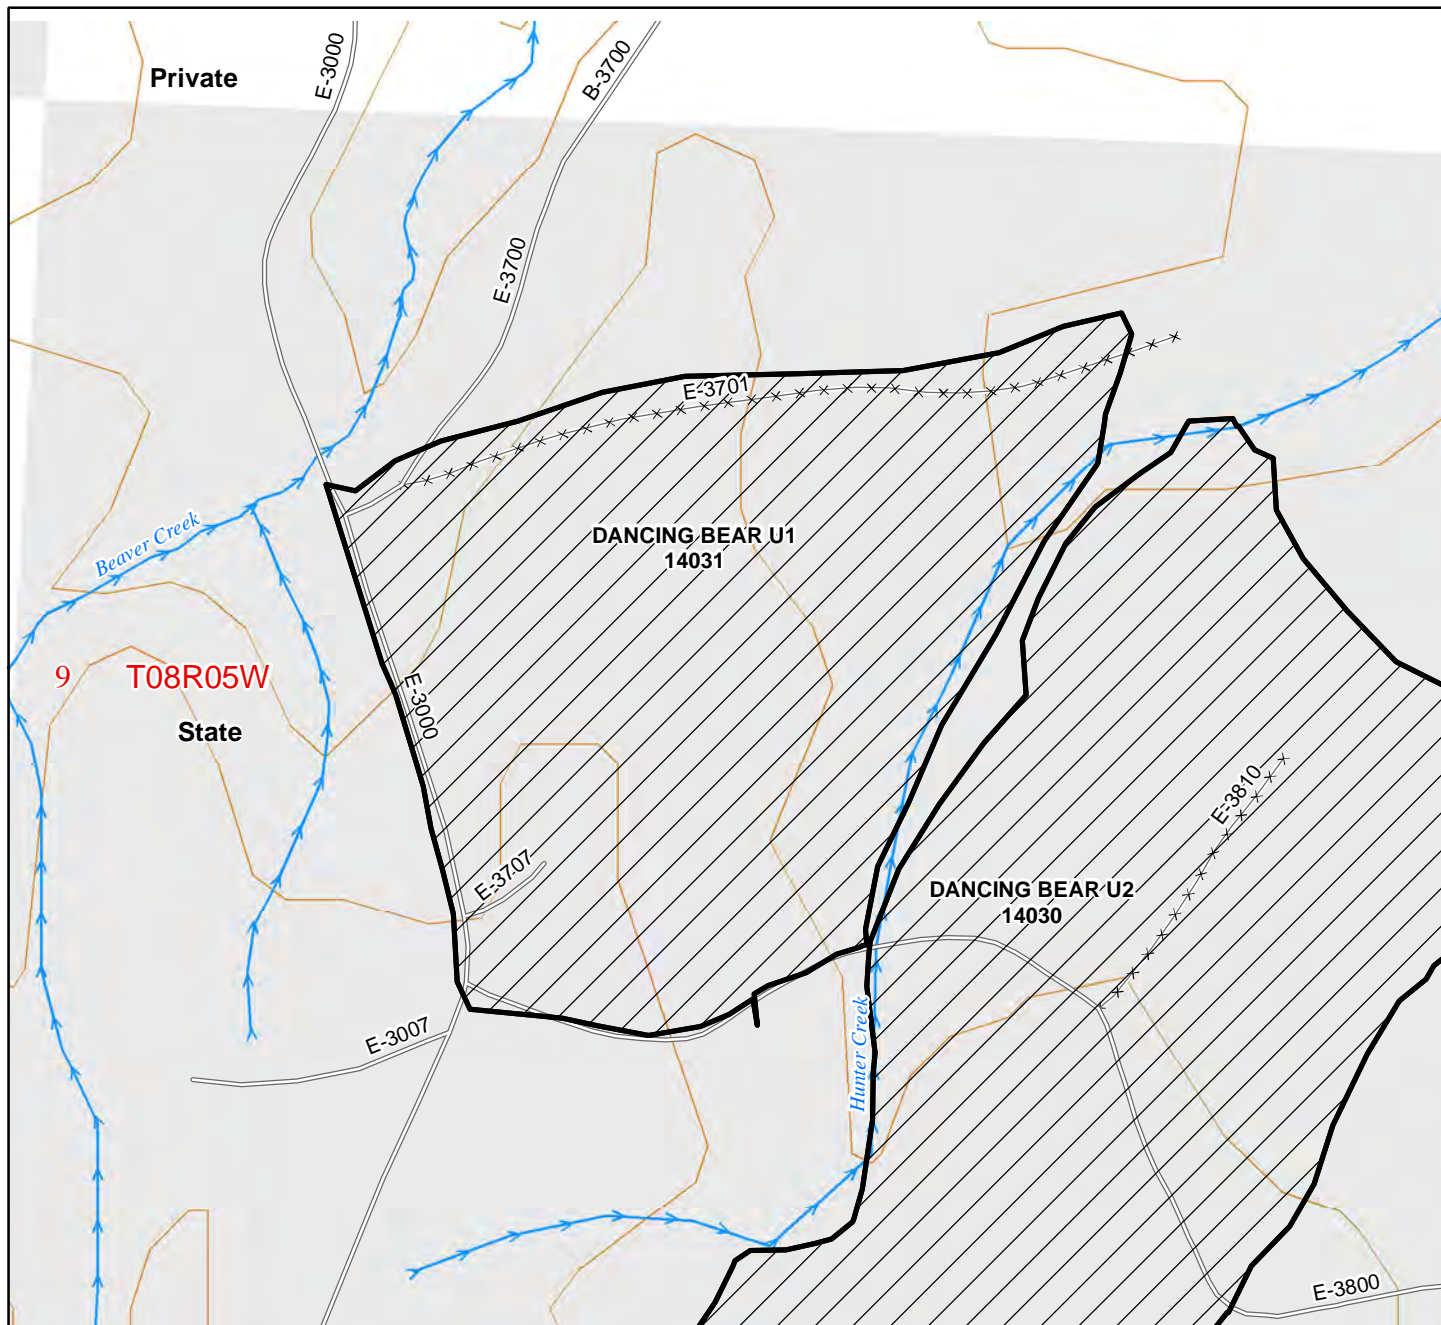 Private
E-3000
B-3700
E-3700
E-3701
DANCING BEAR U1
14031
Beaver Creek
9
T08R05W
State
E-3000
E-3810
E-3707
DANCING BEAR U2
14030
E-3007
Hunter Creek
E-3800